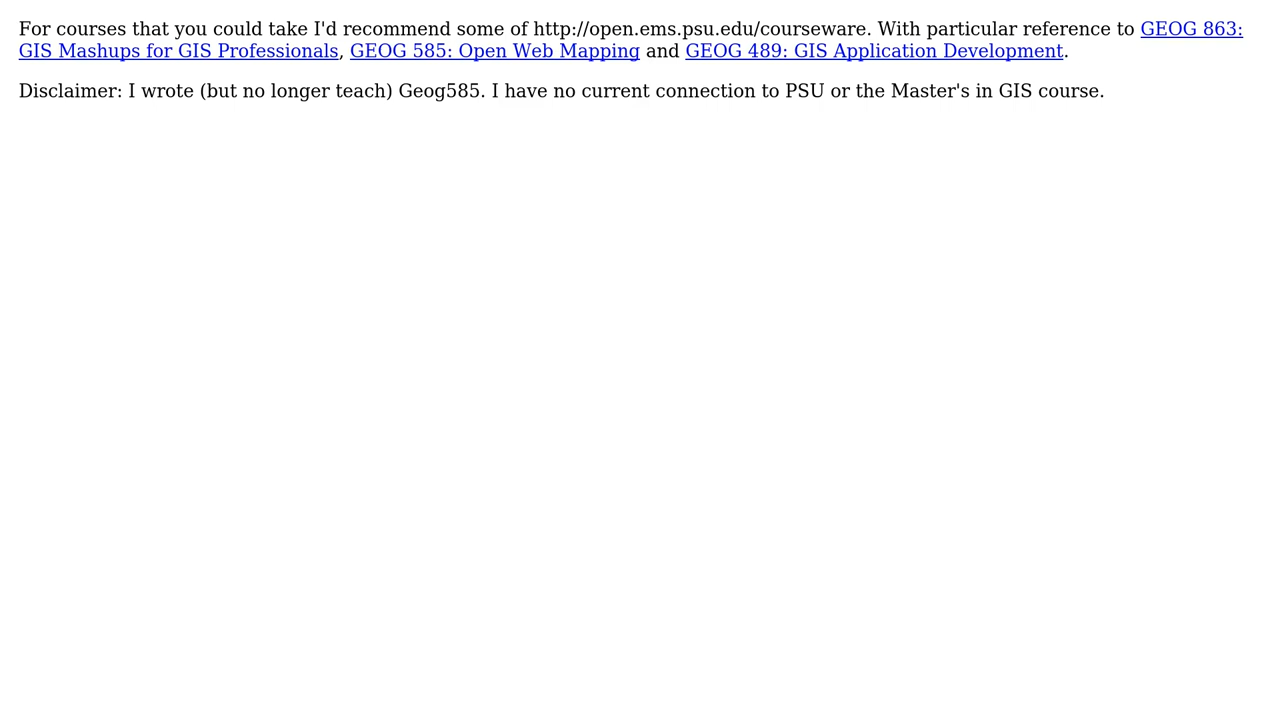 For courses that you could take I'd recommend some of http://open.ems.psu.edu/courseware. With particular reference to GEOG 863:
GIS Mashups for GIS Professionals, GEOG 585: Open Web Mapping and GEOG 489: GIS Application Development.
Disclaimer: I wrote (but no longer teach) Geog585. I have no current connection to PSU or the Master's in GIS course.